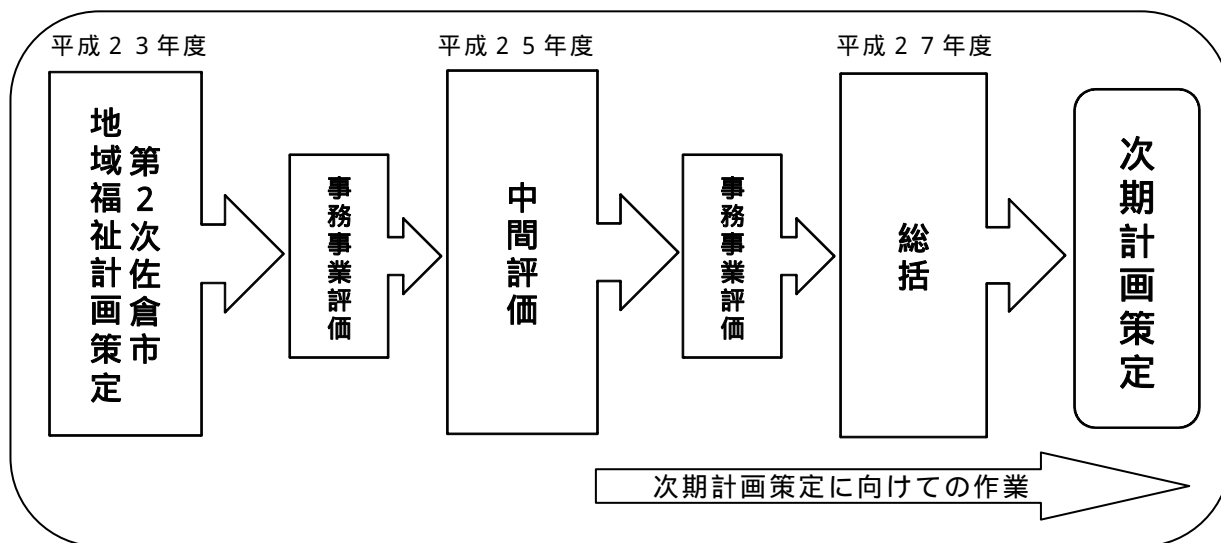 平成２３年度
平成２５年度
平成２７年度
第２次佐倉市
地域福祉計画策定
事務事業評価
中間評価
事務事業評価
総括
次期計画策定
次期計画策定に向けての作業